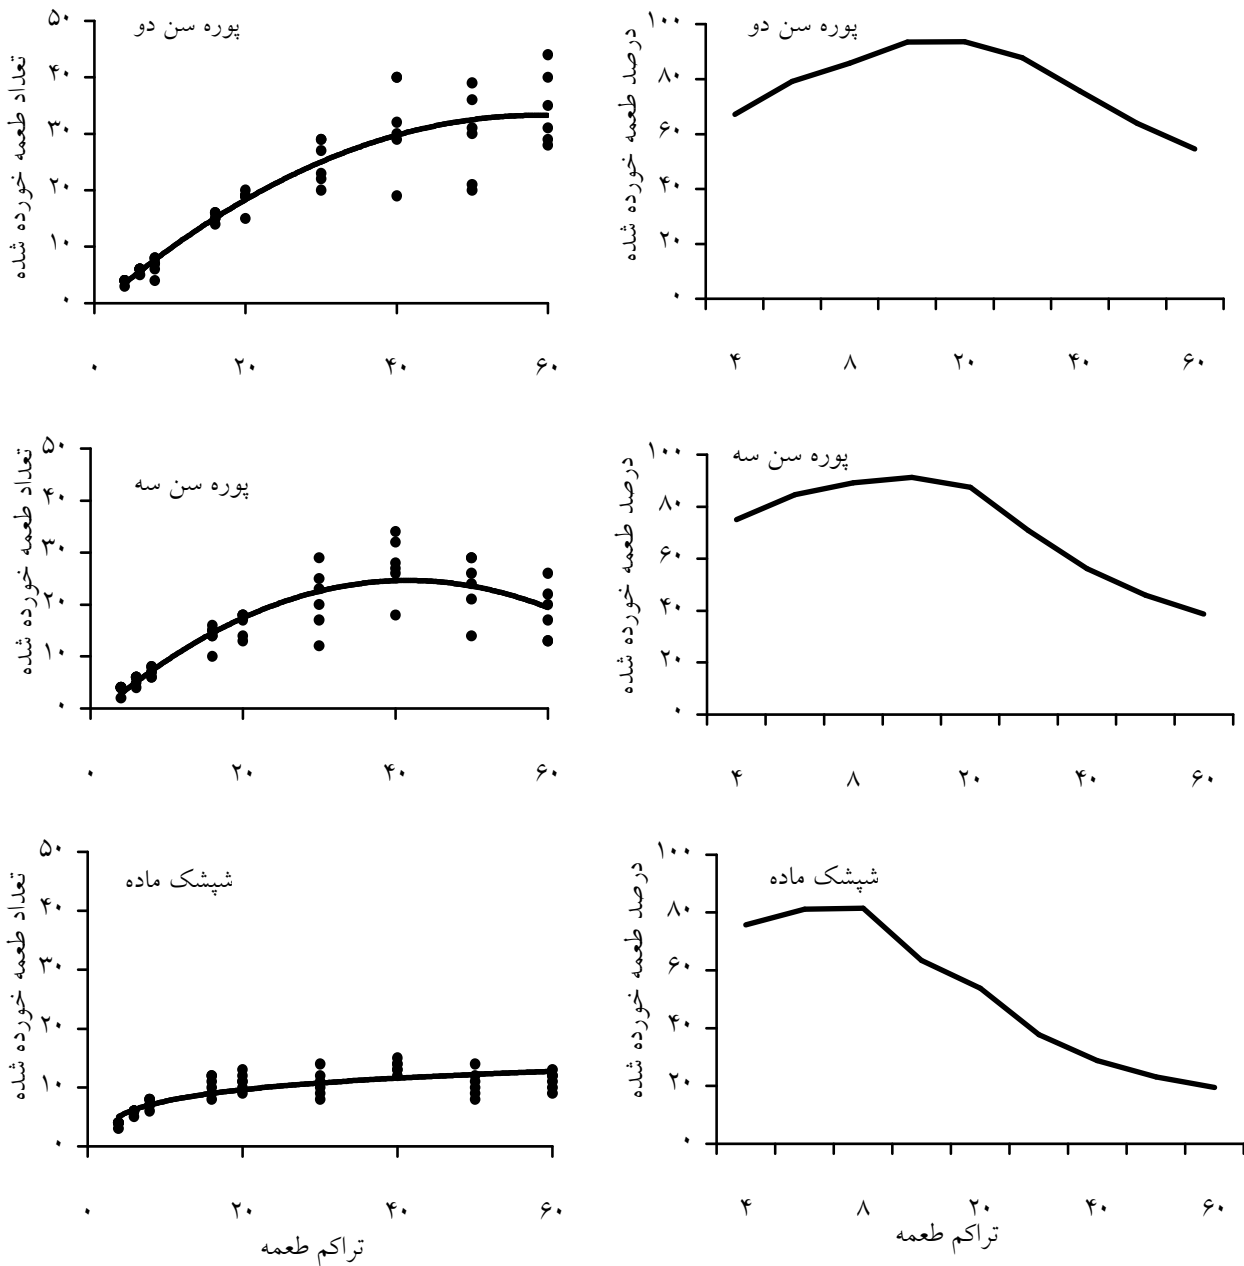 پوره سن دو
تعداد طعمه خورده شده
۵۰
۴۰
۳۰
۲۰
۱۰
۰
۰ ۲۰ ۴۰ ۶۰
پوره سن دو
درصد طعمه خورده شده
۱۰۰
۸۰
۶۰
۴۰
۲۰
۰
۴ ۸ ۲۰ ۴۰ ۶۰
پوره سن سه
تعداد طعمه خورده شده
۵۰
۴۰
۳۰
۲۰
۱۰
۰
۰ ۲۰ ۴۰ ۶۰
پوره سن سه
درصد طعمه خورده شده
۱۰۰
۸۰
۶۰
۴۰
۲۰
۰
۴ ۸ ۲۰ ۴۰ ۶۰
شپشک ماده
تعداد طعمه خورده شده
۵۰
۴۰
۳۰
۲۰
۱۰
۰
۰ ۲۰ ۴۰ ۶۰
تراکم طعمه
شپشک ماده
درصد طعمه خورده شده
۱۰۰
۸۰
۶۰
۴۰
۲۰
۰
۴ ۸ ۲۰ ۴۰ ۶۰
تراکم طعمه